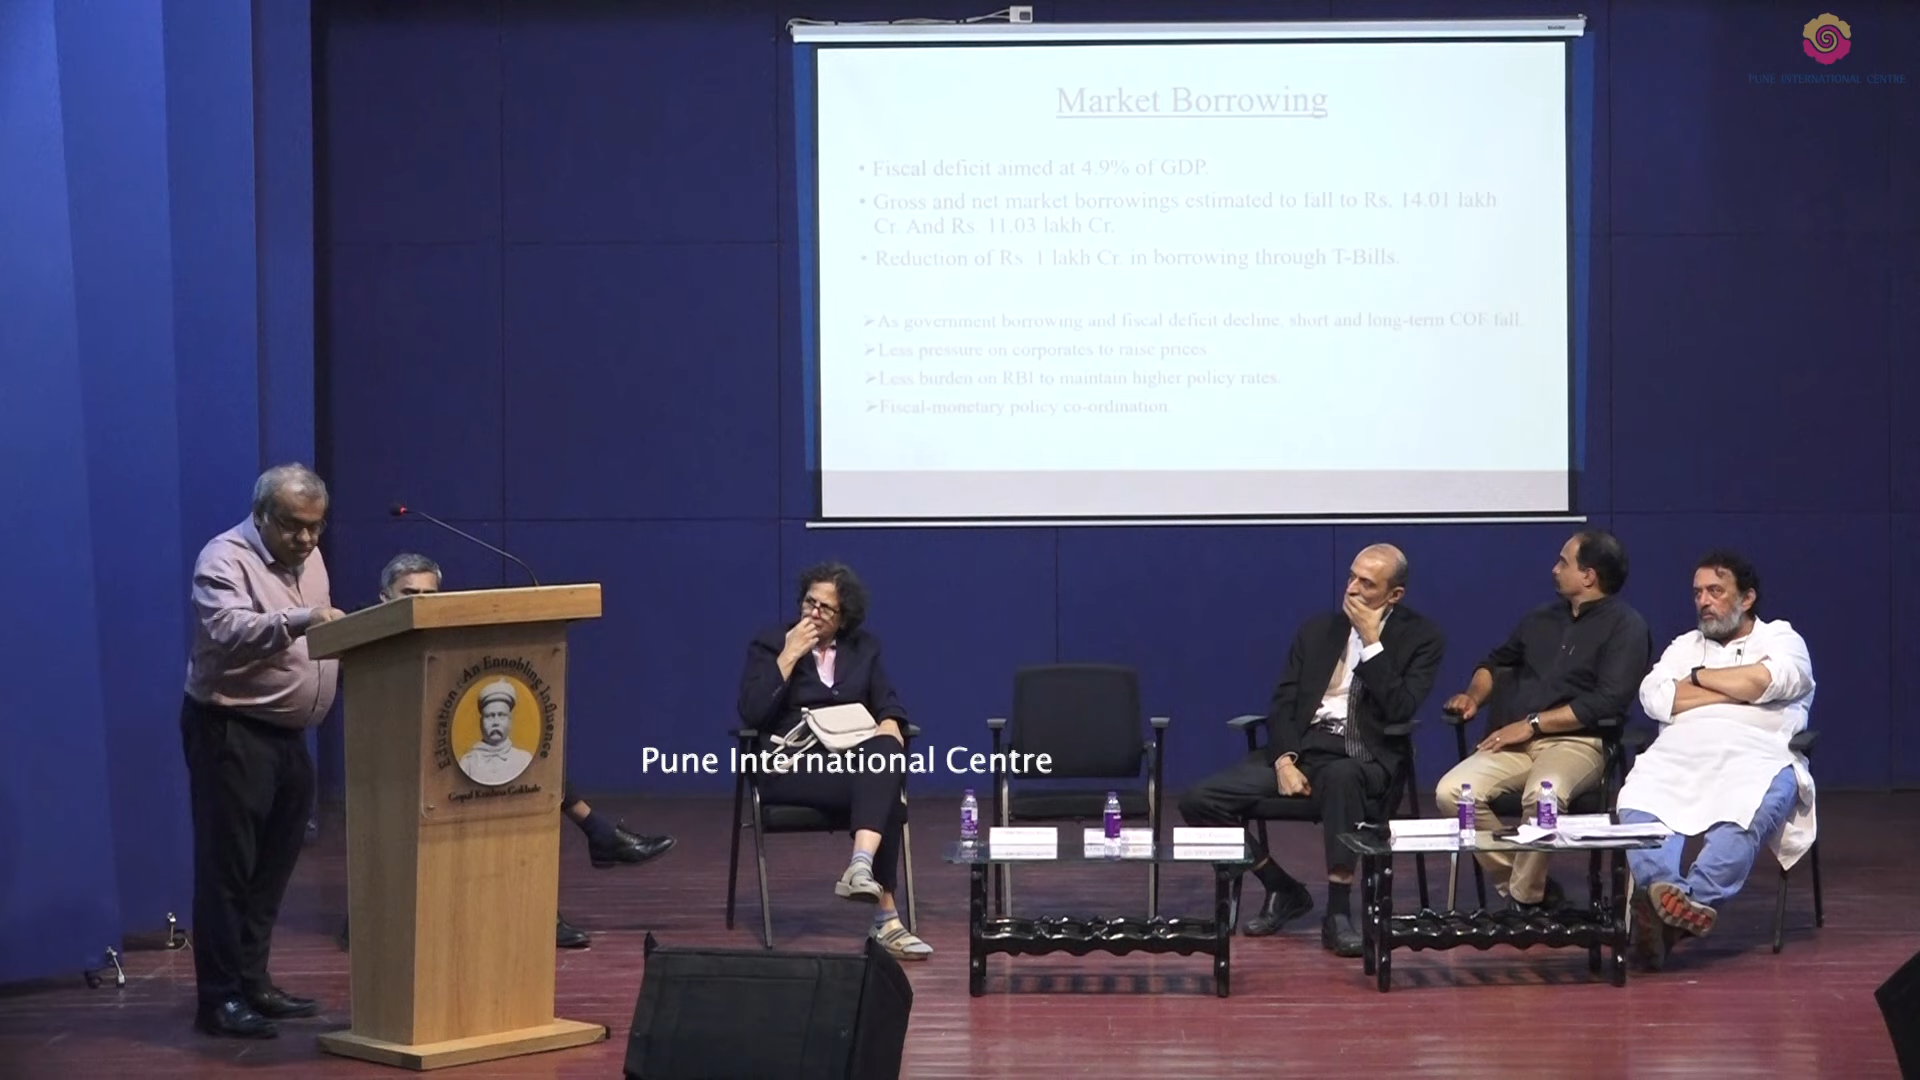 PUNE INTERNATIONAL CENTRE
Market Borrowing
• Fiscal deficit aimed at 4.9% of GDP.
• Gross and net market borrowings estimated to fall to Rs. 14.01 lakh
Cr. And Rs. 11.03 lakh Cr.
• Reduction of Rs. 1 lakh Cr. in borrowing through T-Bills.
➢As government borrowing and fiscal deficit decline, short and long-term COF fall.
➢Less pressure on corporates to raise prices.
➢Less burden on RBI to maintain higher policy rates.
➢Fiscal-monetary policy co-ordination.
Education : An Ennobling Influence
Gopal Krishna Gokhale
Pune International Centre